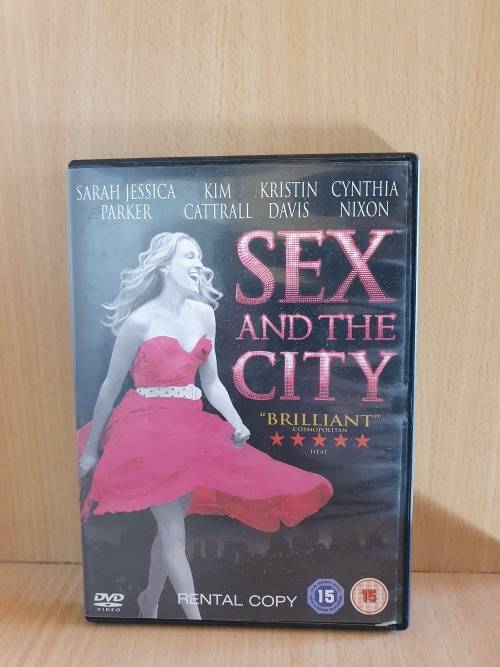 SARAH JESSICA KIM KRISTIN CYNTHIA
PARKER CATTRALL DAVIS NIXON
SEX
AND THE
CITY
"BRILLIANT"
COSMOPOLITAN
HEAT
DVD
VIDEO
RENTAL COPY
15
15